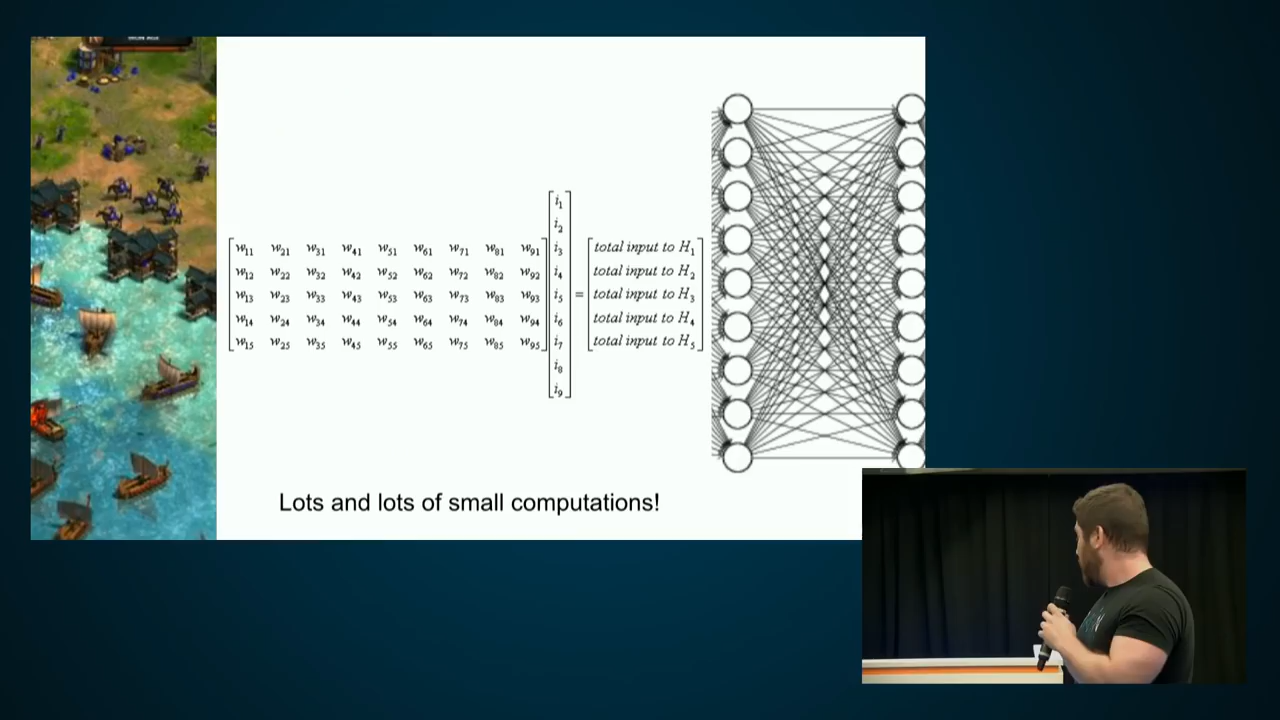 w11 w21 w31 w41 w51 w61 w71 w81 w91
w12 w22 w32 w42 w52 w62 w72 w82 w92
w13 w23 w33 w43 w53 w63 w73 w83 w93
w14 w24 w34 w44 w54 w64 w74 w84 w94
w15 w25 w35 w45 w55 w65 w75 w85 w95
i1
i2
i3
i4
i5
i6
i7
i8
i9
=
total input to H1
total input to H2
total input to H3
total input to H4
total input to H5
Lots and lots of small computations!